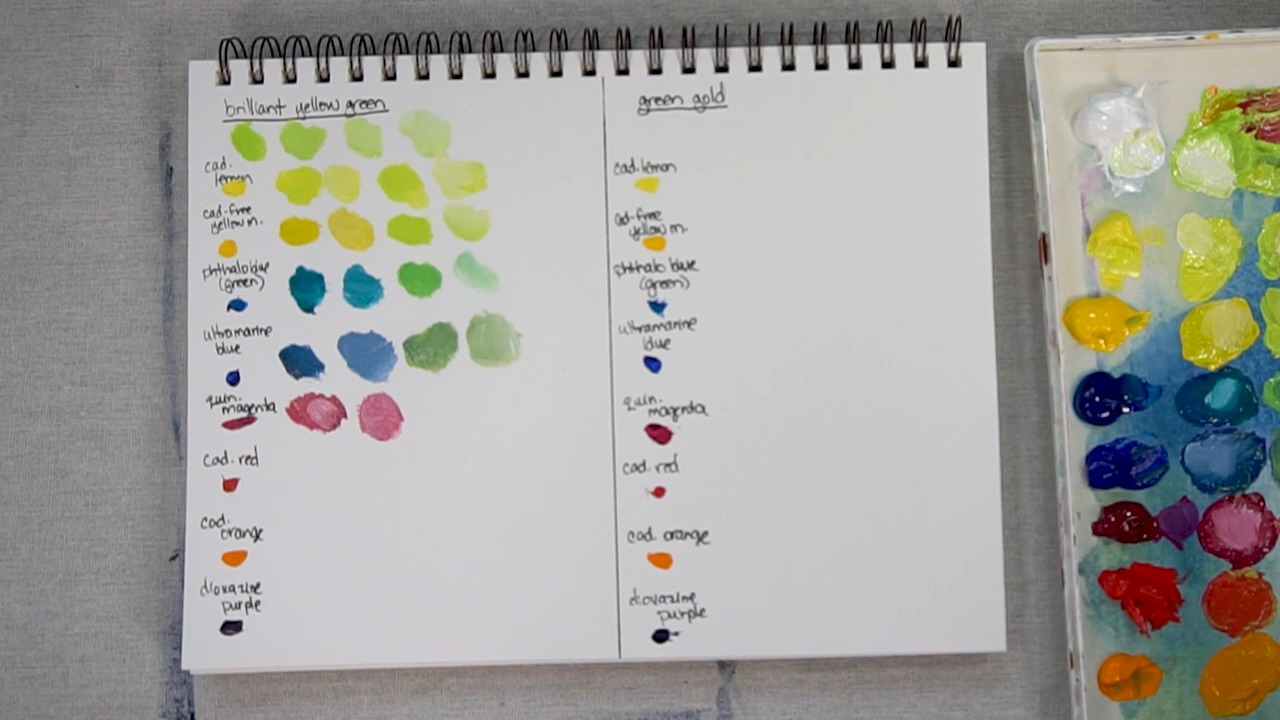 brilliant yellow green
cad.
lemon
cad-free
yellow m.
phthalo blue
(green)
ultramarine
blue
quin.
magenta
cad. red
cad.
orange
dioxazine
purple
green gold
cad. lemon
cad-free
yellow m.
phthalo blue
(green)
ultramarine
blue
quin.
magenta
cad. red
cad. orange
dioxazine
purple